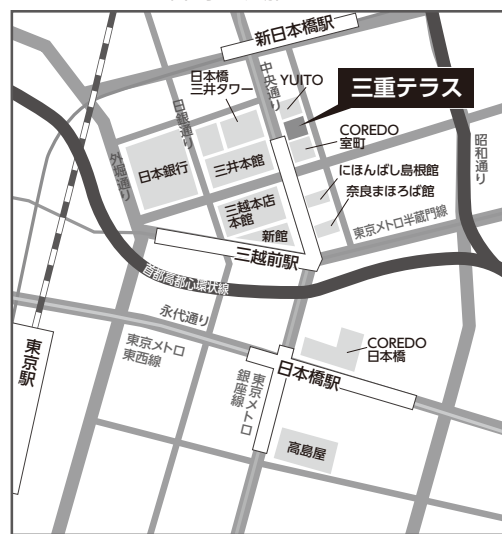 新日本橋駅
日本橋
三井タワー
中央通り
YUITO
三重テラス
日銀通り
外堀通り
昭和通り
日本銀行
三井本館
COREDO
室町
にほんばし島根館
奈良まほろば館
三越本店
本館
新館
三越前駅
東京メトロ半蔵門線
首都高都心環状線
永代通り
東京駅
東京メトロ
東西線
東京メトロ
銀座線
日本橋駅
COREDO
日本橋
高島屋